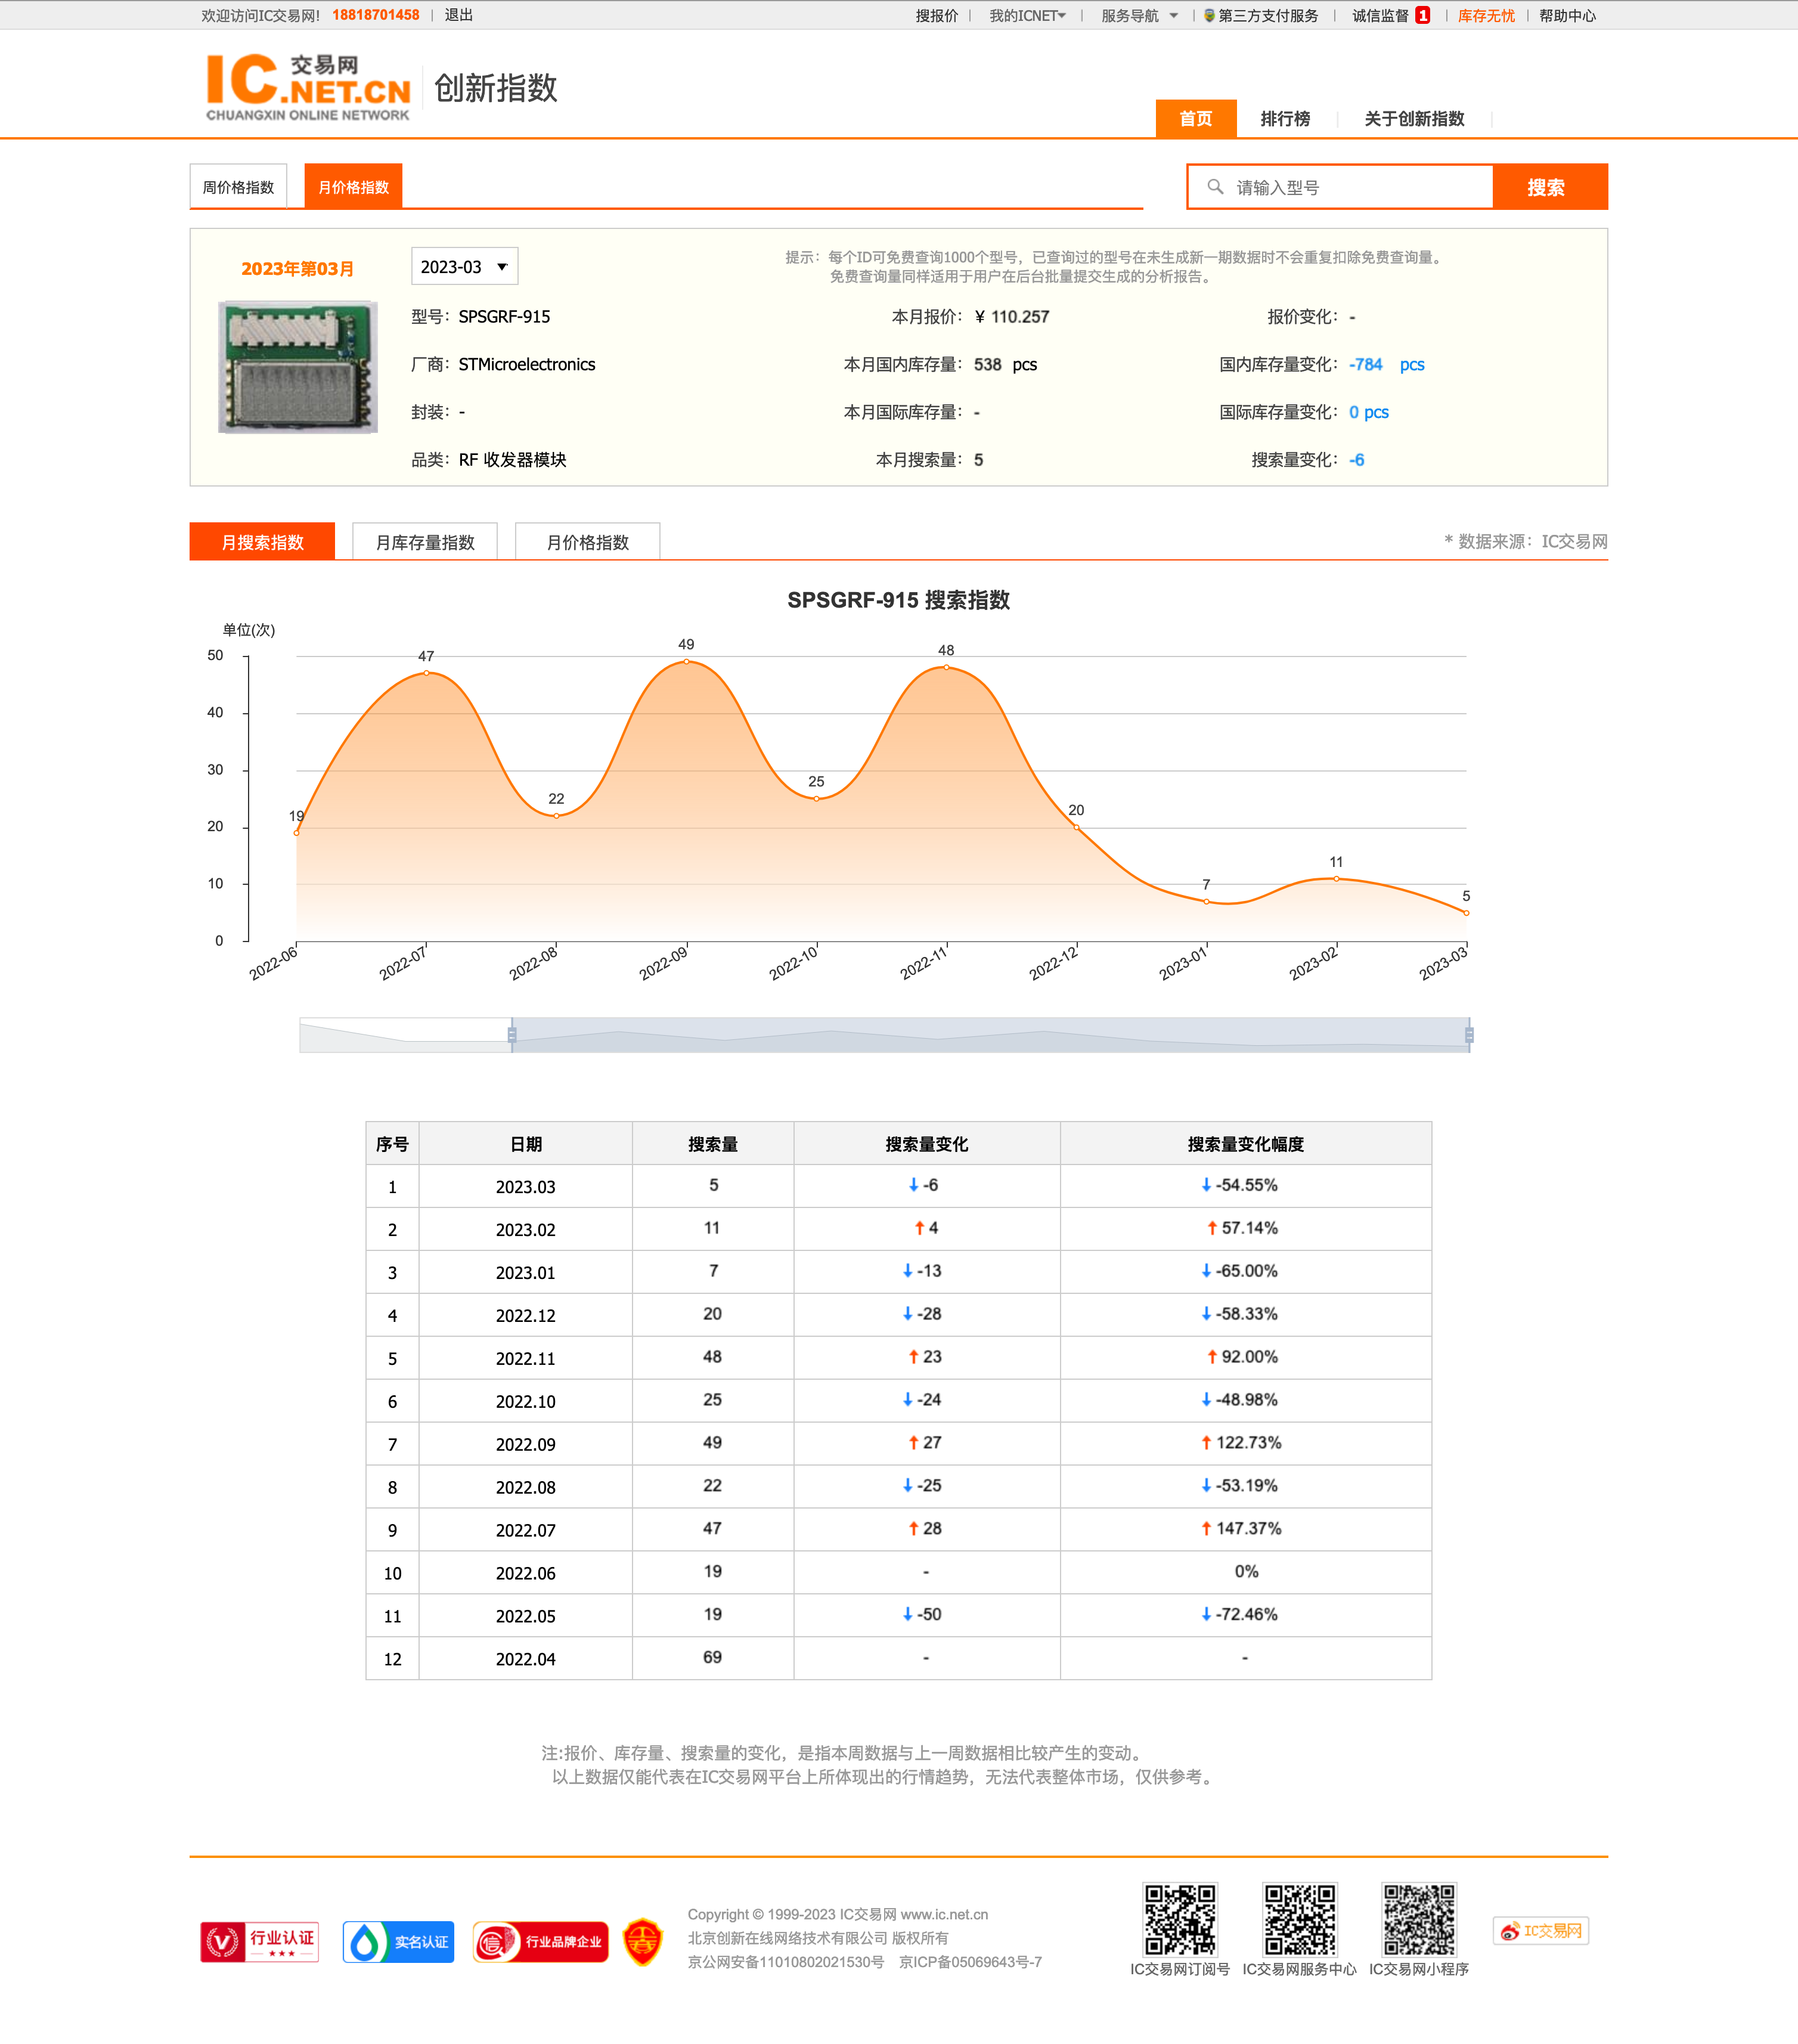 欢迎访问IC交易网! 18818701458 | 退出
搜报价 | 我的ICNET | 服务导航 | 第三方支付服务 | 诚信监督 1 | 库存无忧 | 帮助中心
IC 交易网
.NET.CN
CHUANGXIN ONLINE NETWORK
创新指数
首页 排行榜 关于创新指数
周价格指数 月价格指数
请输入型号 搜索
2023年第03月
2023-03
提示：每个ID可免费查询1000个型号，已查询过的型号在未生成新一期数据时不会重复扣除免费查询量。
免费查询量同样适用于用户在后台批量提交生成的分析报告。
型号：SPSGRF-915 本月报价：¥ 110.257 报价变化：-
厂商：STMicroelectronics 本月国内库存量：538 pcs 国内库存量变化：-784 pcs
封装：- 本月国际库存量：- 国际库存量变化：0 pcs
品类：RF 收发器模块 本月搜索量：5 搜索量变化：-6
月搜索指数 月库存量指数 月价格指数
* 数据来源：IC交易网
SPSGRF-915 搜索指数
单位(次)
50
40
30
20
10
0
19 47 22 49 25 48 20 7 11 5
2022-06 2022-07 2022-08 2022-09 2022-10 2022-11 2022-12 2023-01 2023-02 2023-03
序号 日期 搜索量 搜索量变化 搜索量变化幅度
1 2023.03 5 ↓-6 ↓-54.55%
2 2023.02 11 ↑4 ↑57.14%
3 2023.01 7 ↓-13 ↓-65.00%
4 2022.12 20 ↓-28 ↓-58.33%
5 2022.11 48 ↑23 ↑92.00%
6 2022.10 25 ↓-24 ↓-48.98%
7 2022.09 49 ↑27 ↑122.73%
8 2022.08 22 ↓-25 ↓-53.19%
9 2022.07 47 ↑28 ↑147.37%
10 2022.06 19 - 0%
11 2022.05 19 ↓-50 ↓-72.46%
12 2022.04 69 - -
注:报价、库存量、搜索量的变化，是指本周数据与上一周数据相比较产生的变动。
以上数据仅能代表在IC交易网平台上所体现出的行情趋势，无法代表整体市场，仅供参考。
行业认证
实名认证
信 行业品牌企业
Copyright © 1999-2023 IC交易网 www.ic.net.cn
北京创新在线网络技术有限公司 版权所有
京公网安备11010802021530号 京ICP备05069643号-7
IC交易网订阅号 IC交易网服务中心 IC交易网小程序
IC交易网